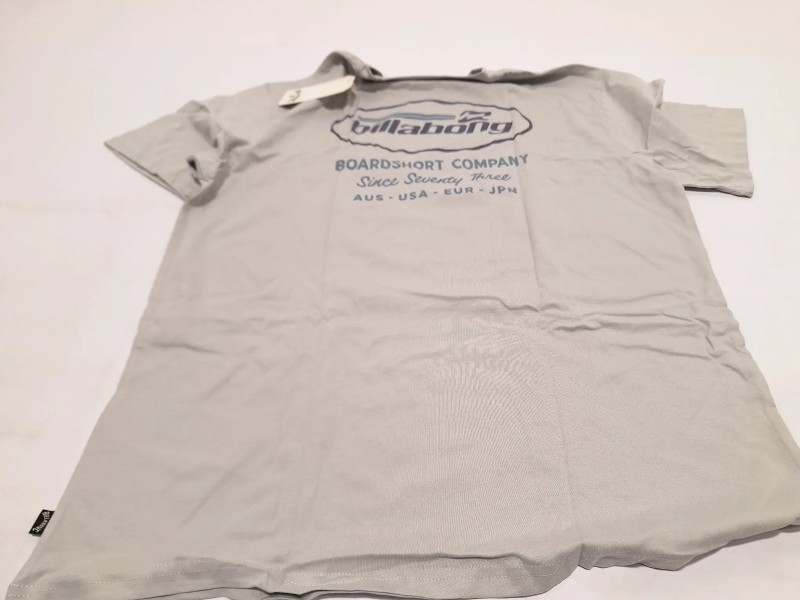 billabong
BOARDSHORT COMPANY
Since Seventy Three
AUS - USA - EUR - JPN